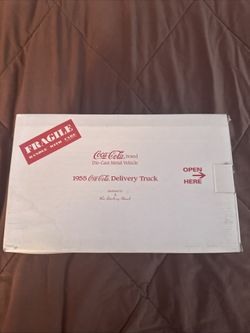 FRAGILE
HANDLE WITH CARE
Coca-Cola Brand
Die-Cast Metal Vehicle
1955 Coca-Cola Delivery Truck
OPEN
HERE
The Danbury Mint